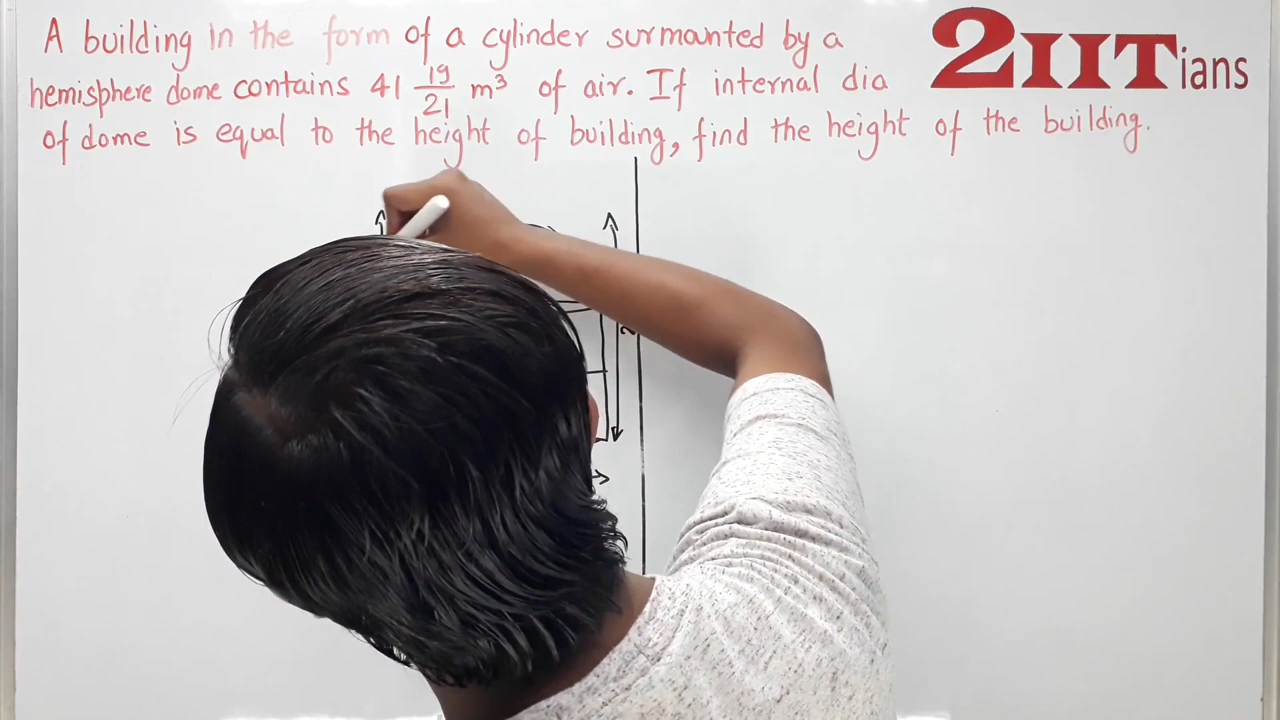 A building in the form of a cylinder surmounted by a
hemisphere dome contains 41 19/21 m³ of air. If internal dia
of dome is equal to the height of building, find the height of the building.
2IITians